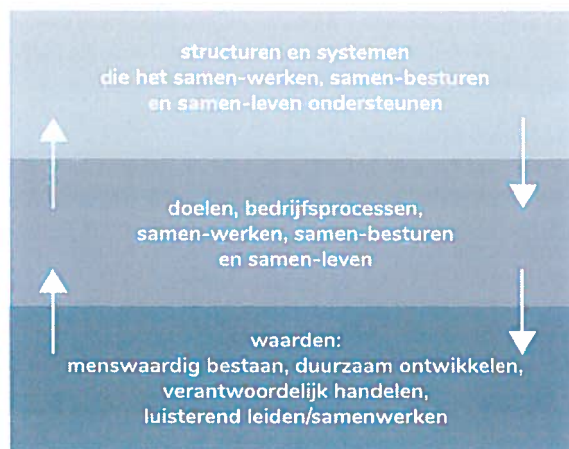 structuren en systemen
die het samen-werken, samen-besturen
en samen-leven ondersteunen
doelen, bedrijfsprocessen,
samen-werken, samen-besturen
en samen-leven
waarden:
menswaardig bestaan, duurzaam ontwikkelen,
verantwoordelijk handelen,
luisterend leiden/samenwerken